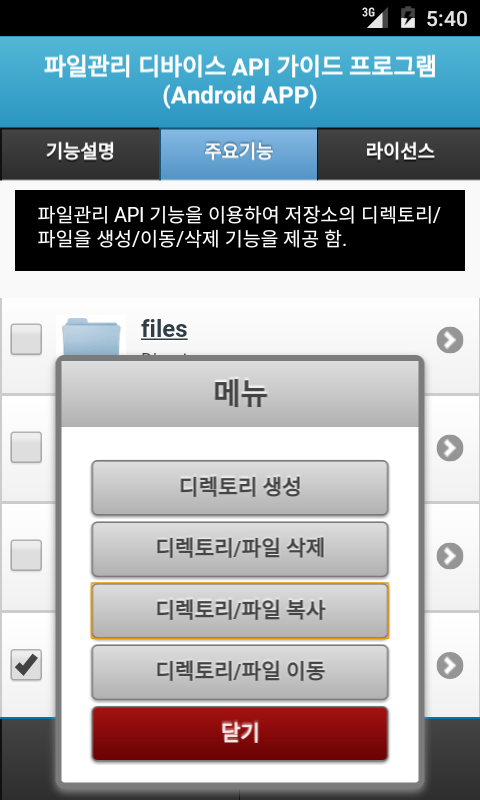 3G
5:40
파일관리 디바이스 API 가이드 프로그램
(Android APP)
기능설명
주요기능
라이선스
파일관리 API 기능을 이용하여 저장소의 디렉토리/
파일을 생성/이동/삭제 기능을 제공 함.
files
메뉴
디렉토리 생성
디렉토리/파일 삭제
디렉토리/파일 복사
디렉토리/파일 이동
닫기